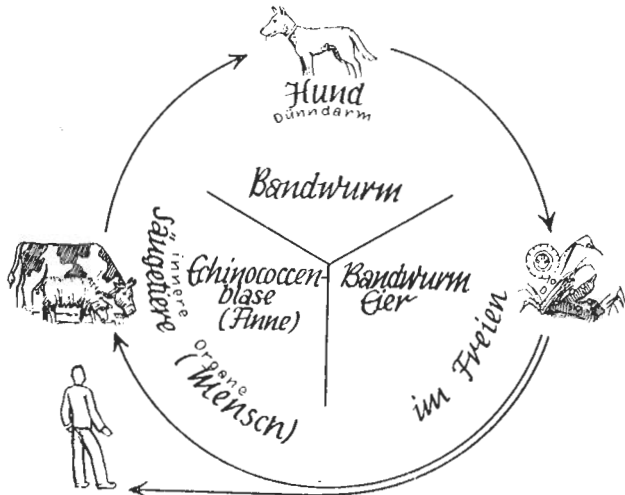 Hund
Dünndarm
Bandwurm
Säugetiere
innere
Organe
(Mensch)
Echinococcen-
blase
(Finne)
Bandwurm
Eier
im Freien